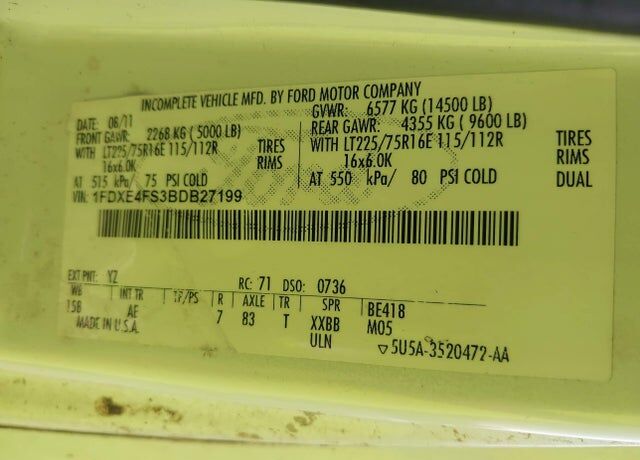 INCOMPLETE VEHICLE MFD. BY FORD MOTOR COMPANY
DATE: 08/11 GVWR: 6577 KG (14500 LB)
FRONT GAWR: 2268 KG (5000 LB) REAR GAWR: 4355 KG (9600 LB)
WITH LT225/75R16E 115/112R TIRES WITH LT225/75R16E 115/112R TIRES
16x6.0K RIMS 16x6.0K RIMS
AT 515 kPa/ 75 PSI COLD AT 550 kPa/ 80 PSI COLD DUAL
VIN: 1FDXE4FS3BDB27199
EXT PNT: YZ RC: 71 DSO: 0736
WB INT TR TP/PS R AXLE TR SPR BE418
158 AE 7 83 T XXBB M05
MADE IN U.S.A. ULN ▽5U5A-3520472-AA